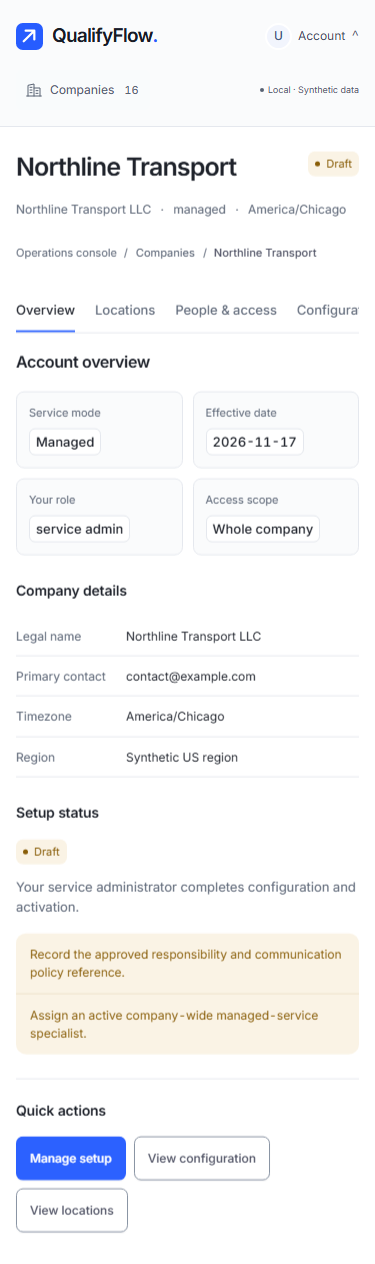 QualifyFlow.
U Account ^
Companies 16
Local · Synthetic data
Northline Transport
Draft
Northline Transport LLC · managed · America/Chicago
Operations console / Companies / Northline Transport
Overview Locations People & access Configura
Account overview
Service mode
Managed
Effective date
2026-11-17
Your role
service admin
Access scope
Whole company
Company details
Legal name Northline Transport LLC
Primary contact contact@example.com
Timezone America/Chicago
Region Synthetic US region
Setup status
Draft
Your service administrator completes configuration and
activation.
Record the approved responsibility and communication
policy reference.
Assign an active company-wide managed-service
specialist.
Quick actions
Manage setup
View configuration
View locations